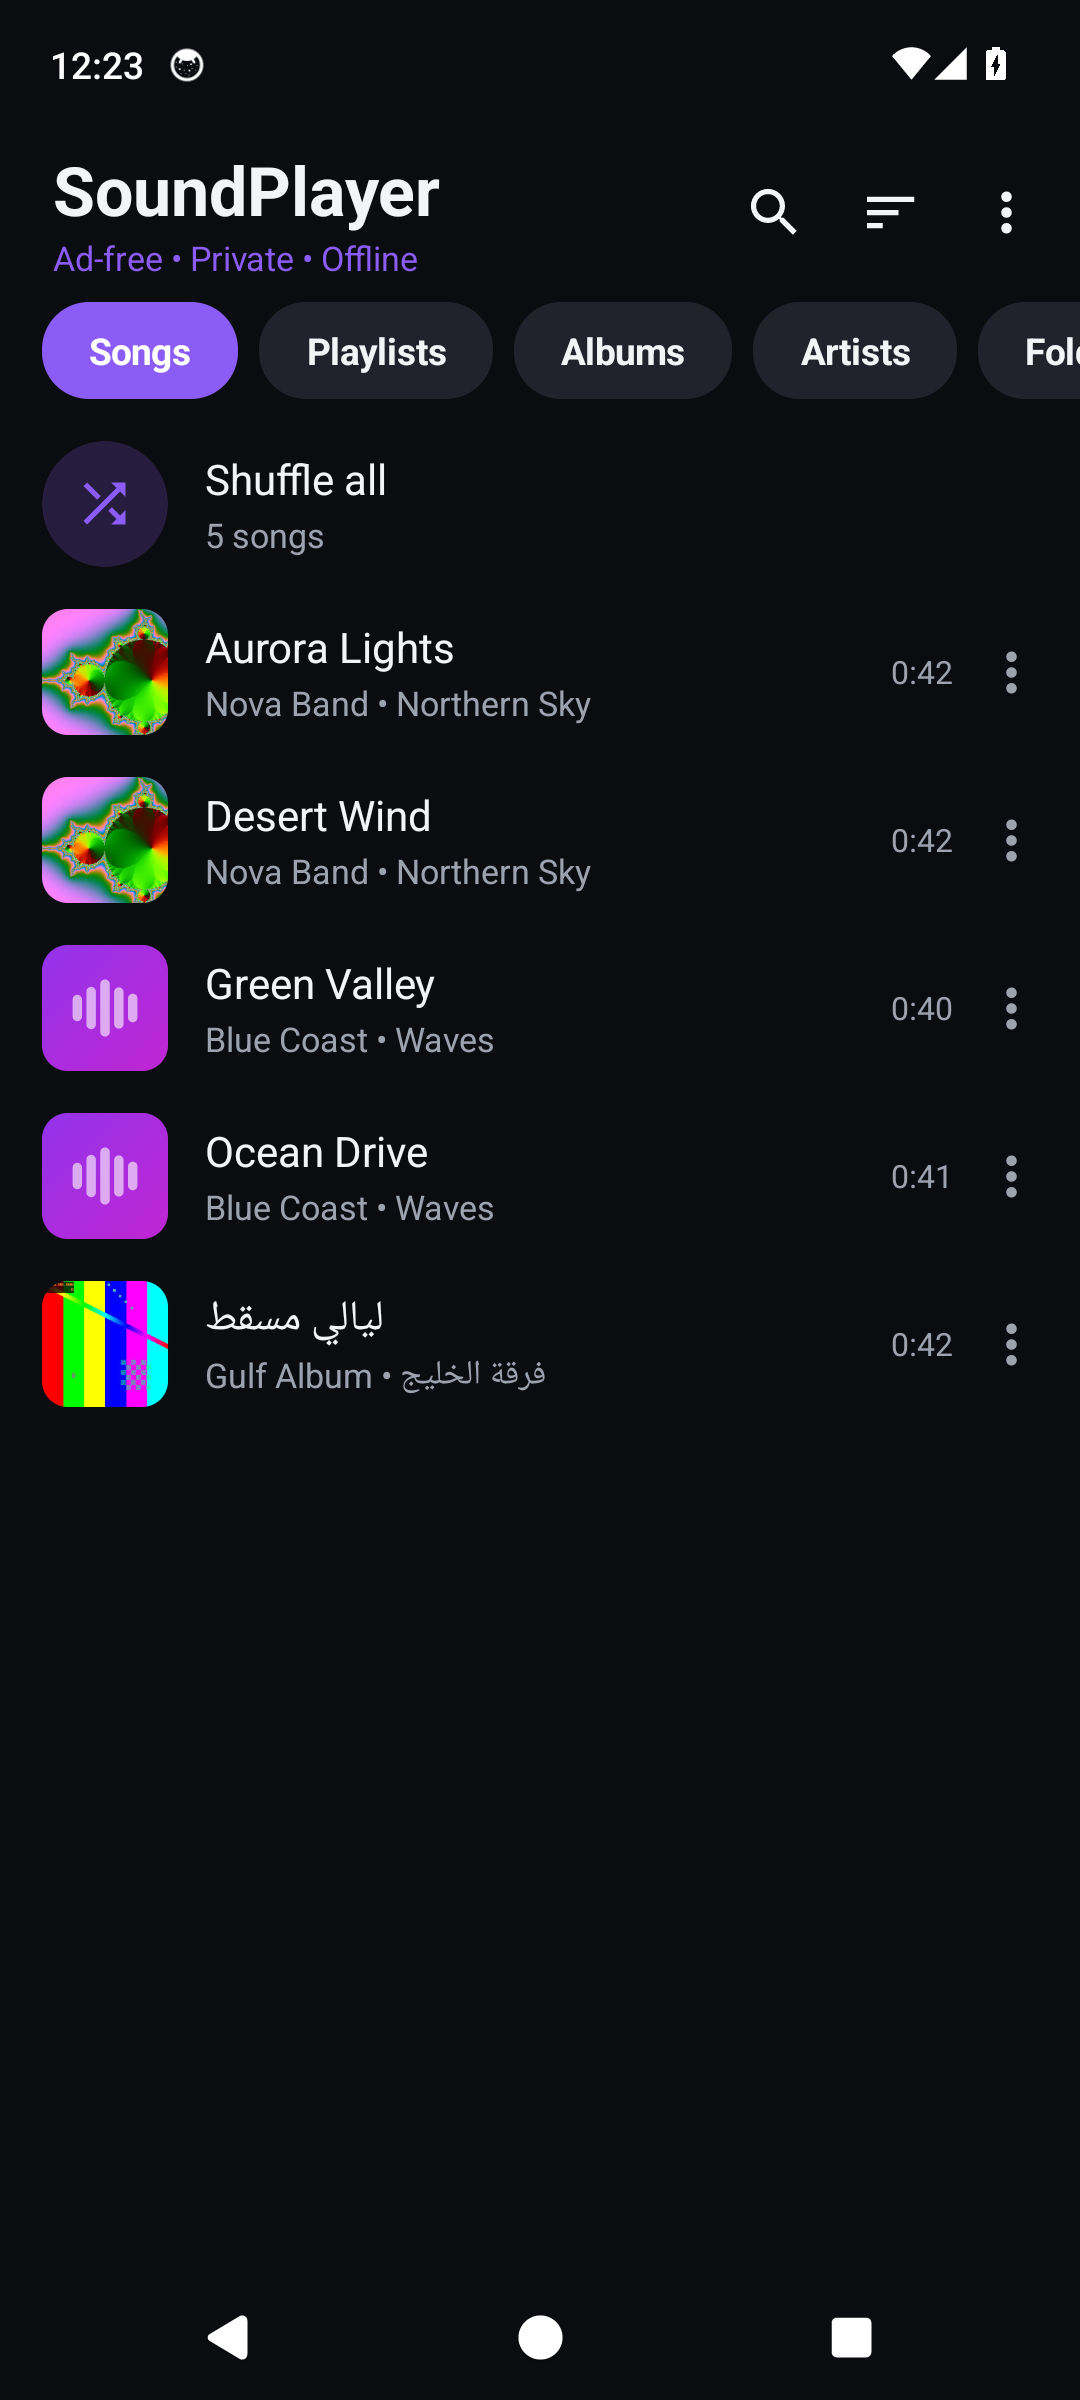 12:23
SoundPlayer
Ad-free • Private • Offline
Songs
Playlists
Albums
Artists
Shuffle all
5 songs
Aurora Lights
Nova Band • Northern Sky
0:42
Desert Wind
Nova Band • Northern Sky
0:42
Green Valley
Blue Coast • Waves
0:40
Ocean Drive
Blue Coast • Waves
0:41
ليالي مسقط
Gulf Album • فرقة الخليج
0:42